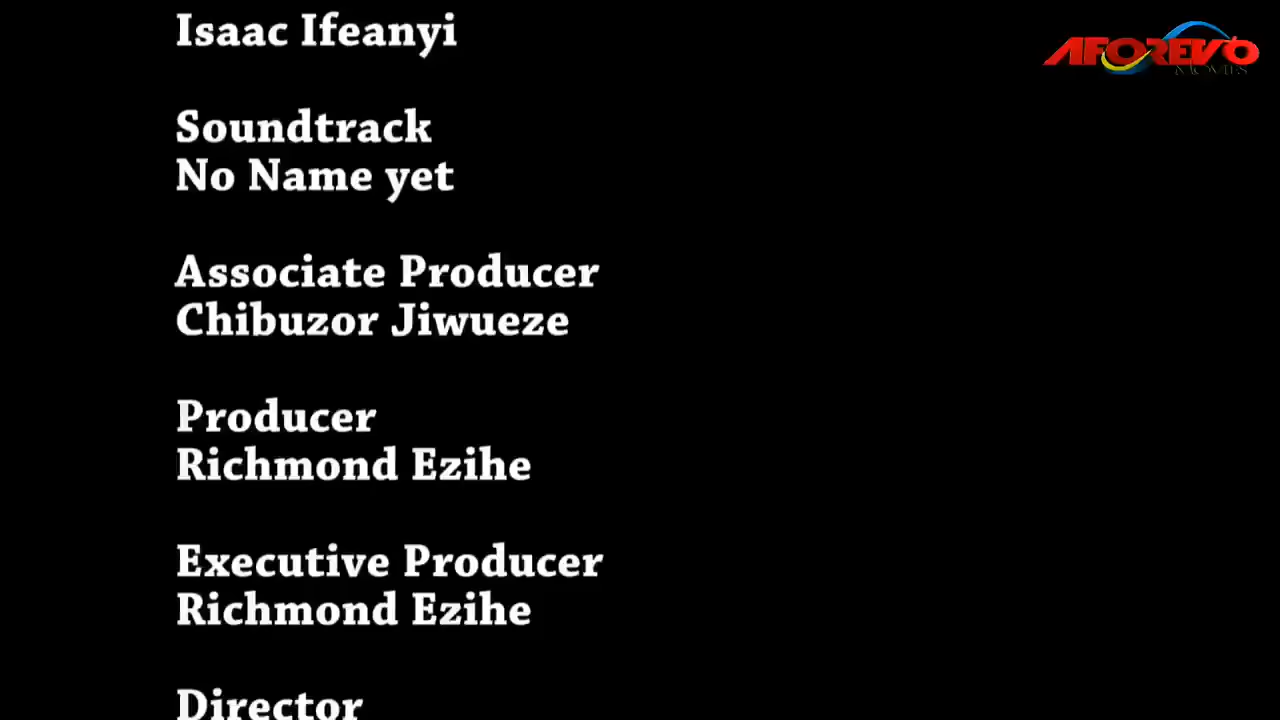 Isaac Ifeanyi
AFOREVO
MOVIES
Soundtrack
No Name yet
Associate Producer
Chibuzor Jiwueze
Producer
Richmond Ezihe
Executive Producer
Richmond Ezihe
Director